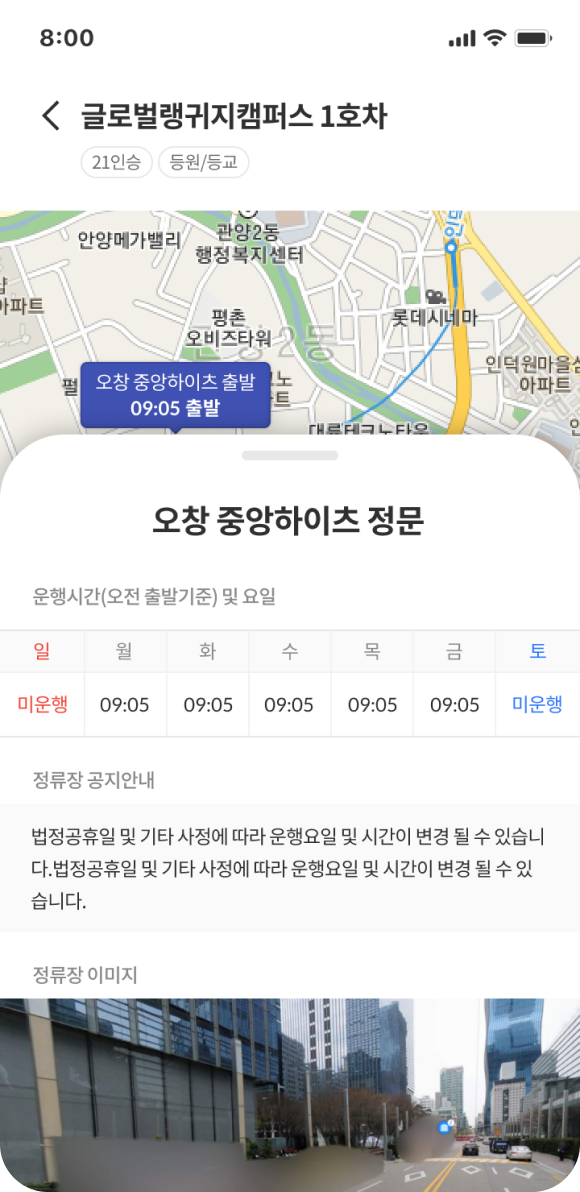 8:00
글로벌랭귀지캠퍼스 1호차
21인승 등원/등교
안양메가밸리
관양2동
행정복지센터
아파트
평촌
오비즈타워
롯데시네마
인덕원마을삼
아파트
오창 중앙하이츠 출발
09:05 출발
대륭테크노타운
오창 중앙하이츠 정문
운행시간(오전 출발기준) 및 요일
일 월 화 수 목 금 토
미운행 09:05 09:05 09:05 09:05 09:05 미운행
정류장 공지안내
법정공휴일 및 기타 사정에 따라 운행요일 및 시간이 변경 될 수 있습니
다.법정공휴일 및 기타 사정에 따라 운행요일 및 시간이 변경 될 수 있
습니다.
정류장 이미지